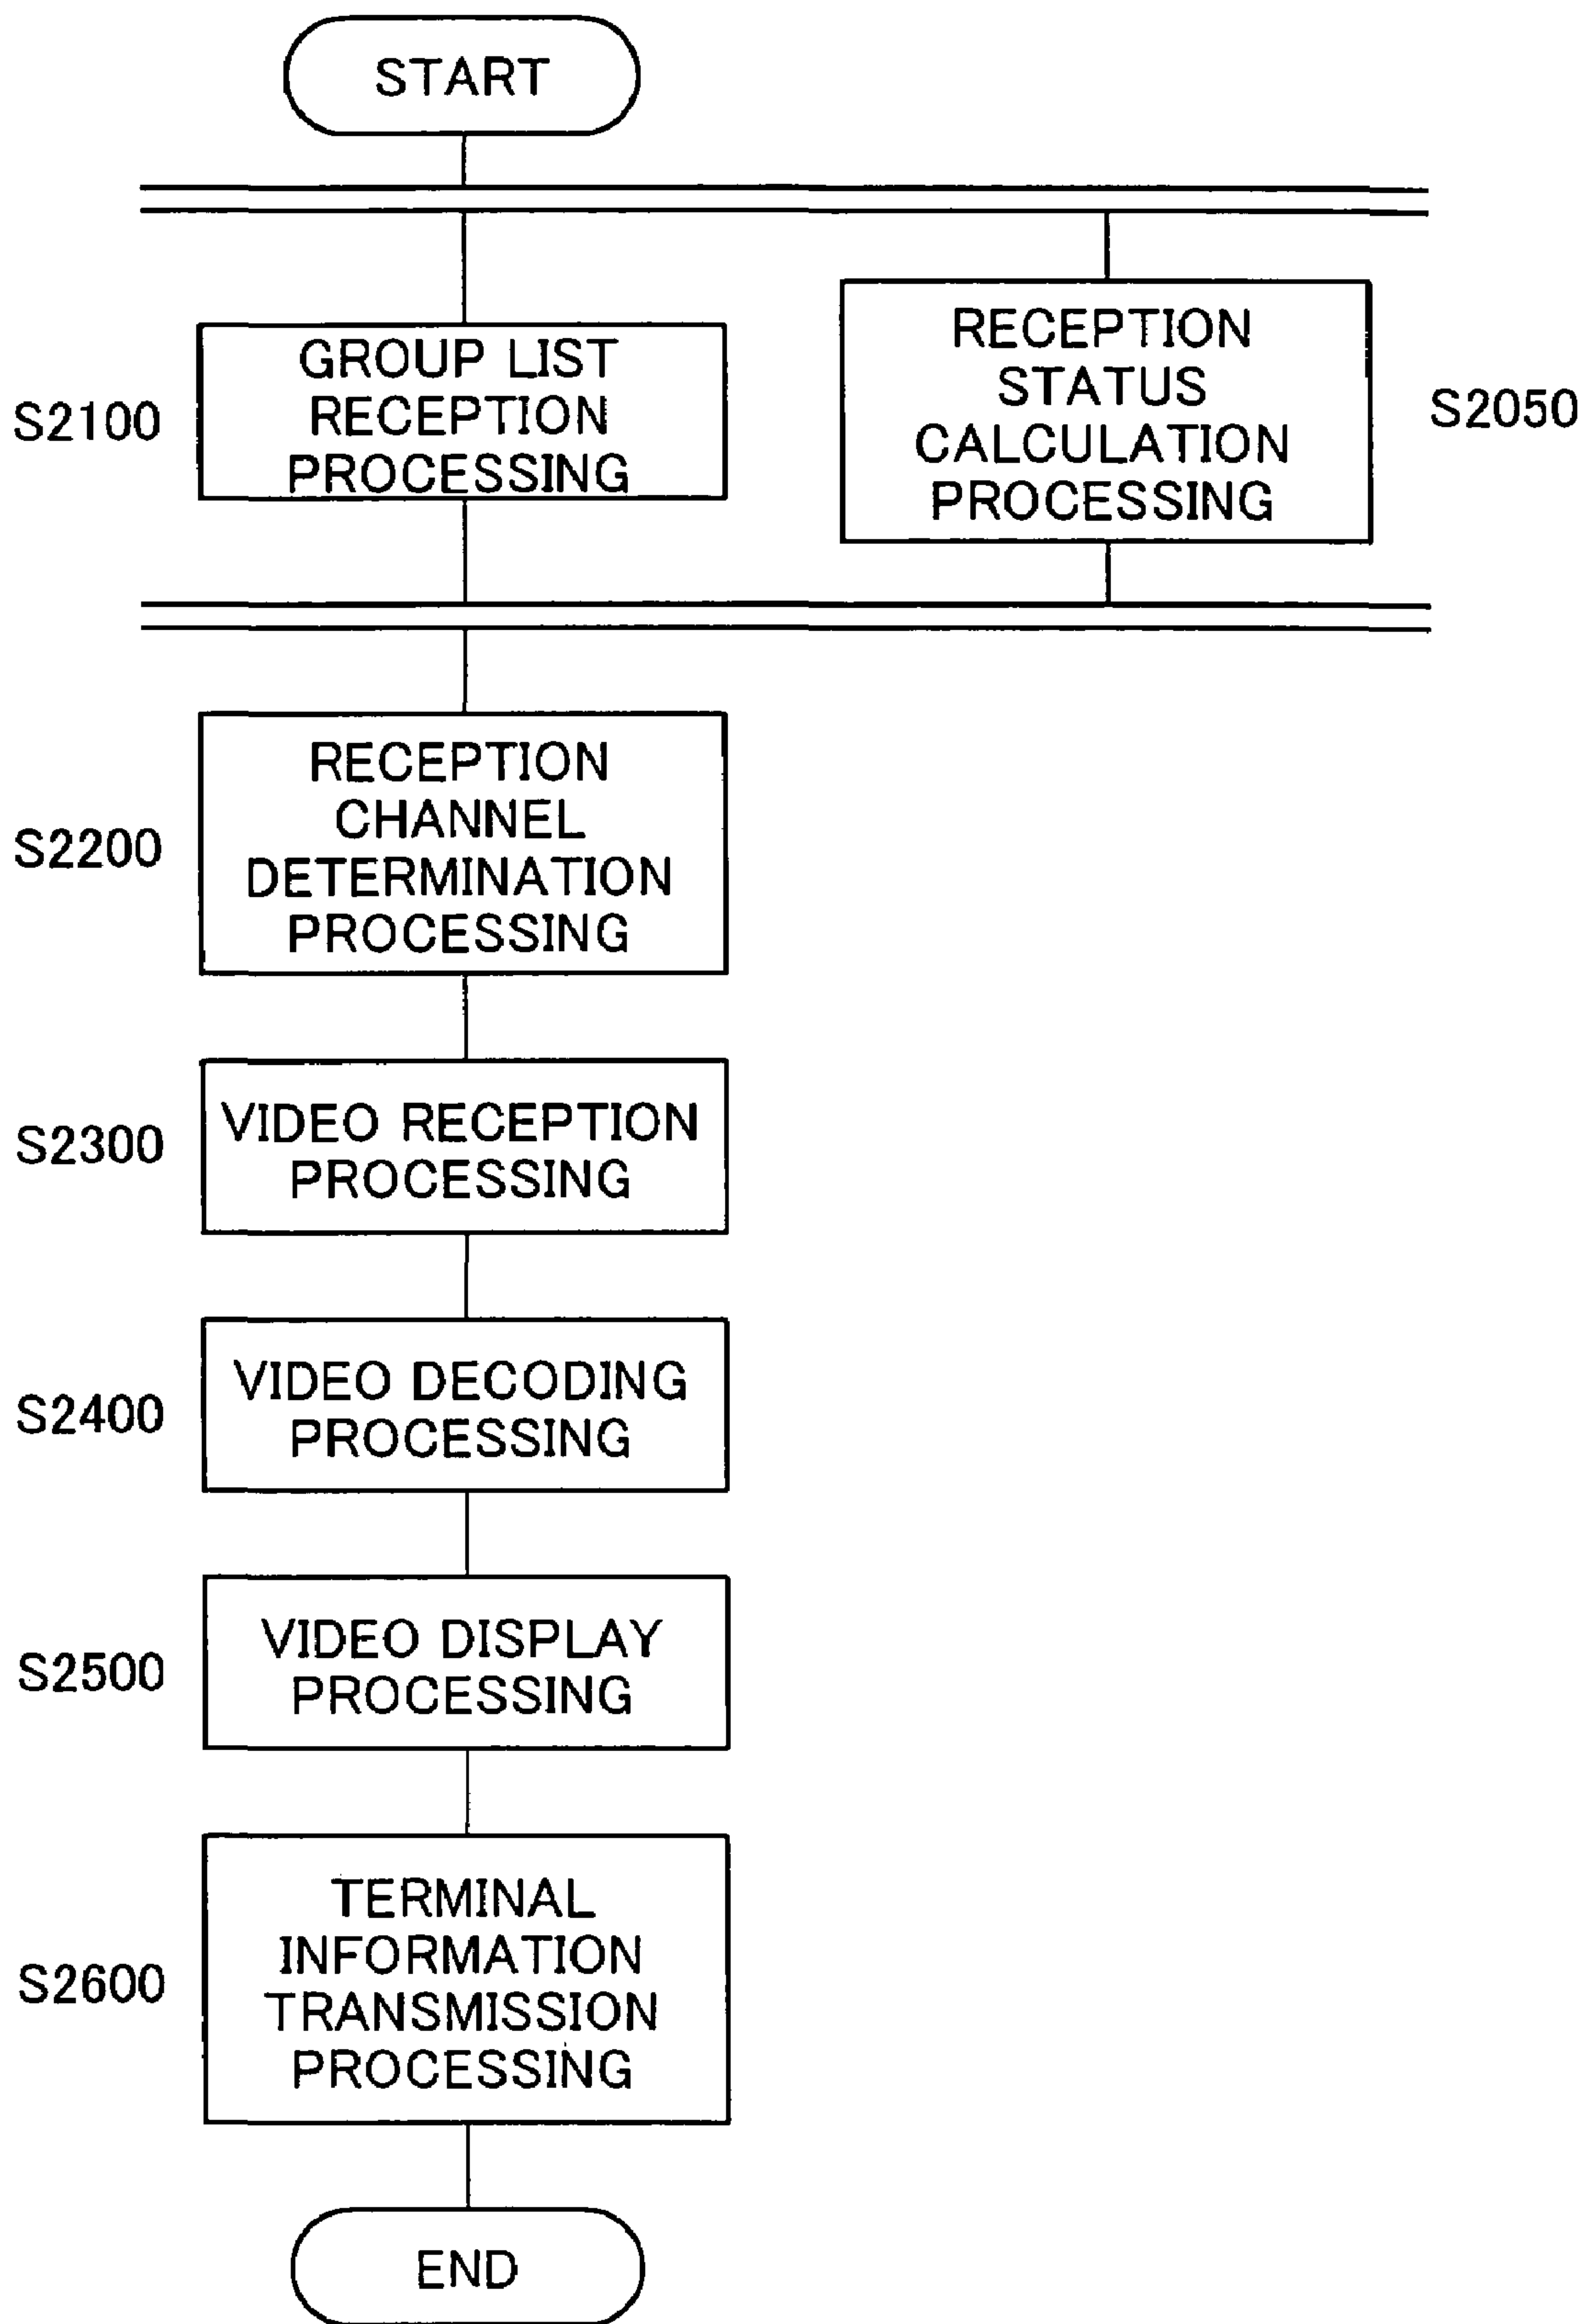 START
S2100
GROUP LIST
RECEPTION
PROCESSING
RECEPTION
STATUS
CALCULATION
PROCESSING
S2050
S2200
RECEPTION
CHANNEL
DETERMINATION
PROCESSING
S2300
VIDEO RECEPTION
PROCESSING
S2400
VIDEO DECODING
PROCESSING
S2500
VIDEO DISPLAY
PROCESSING
S2600
TERMINAL
INFORMATION
TRANSMISSION
PROCESSING
END